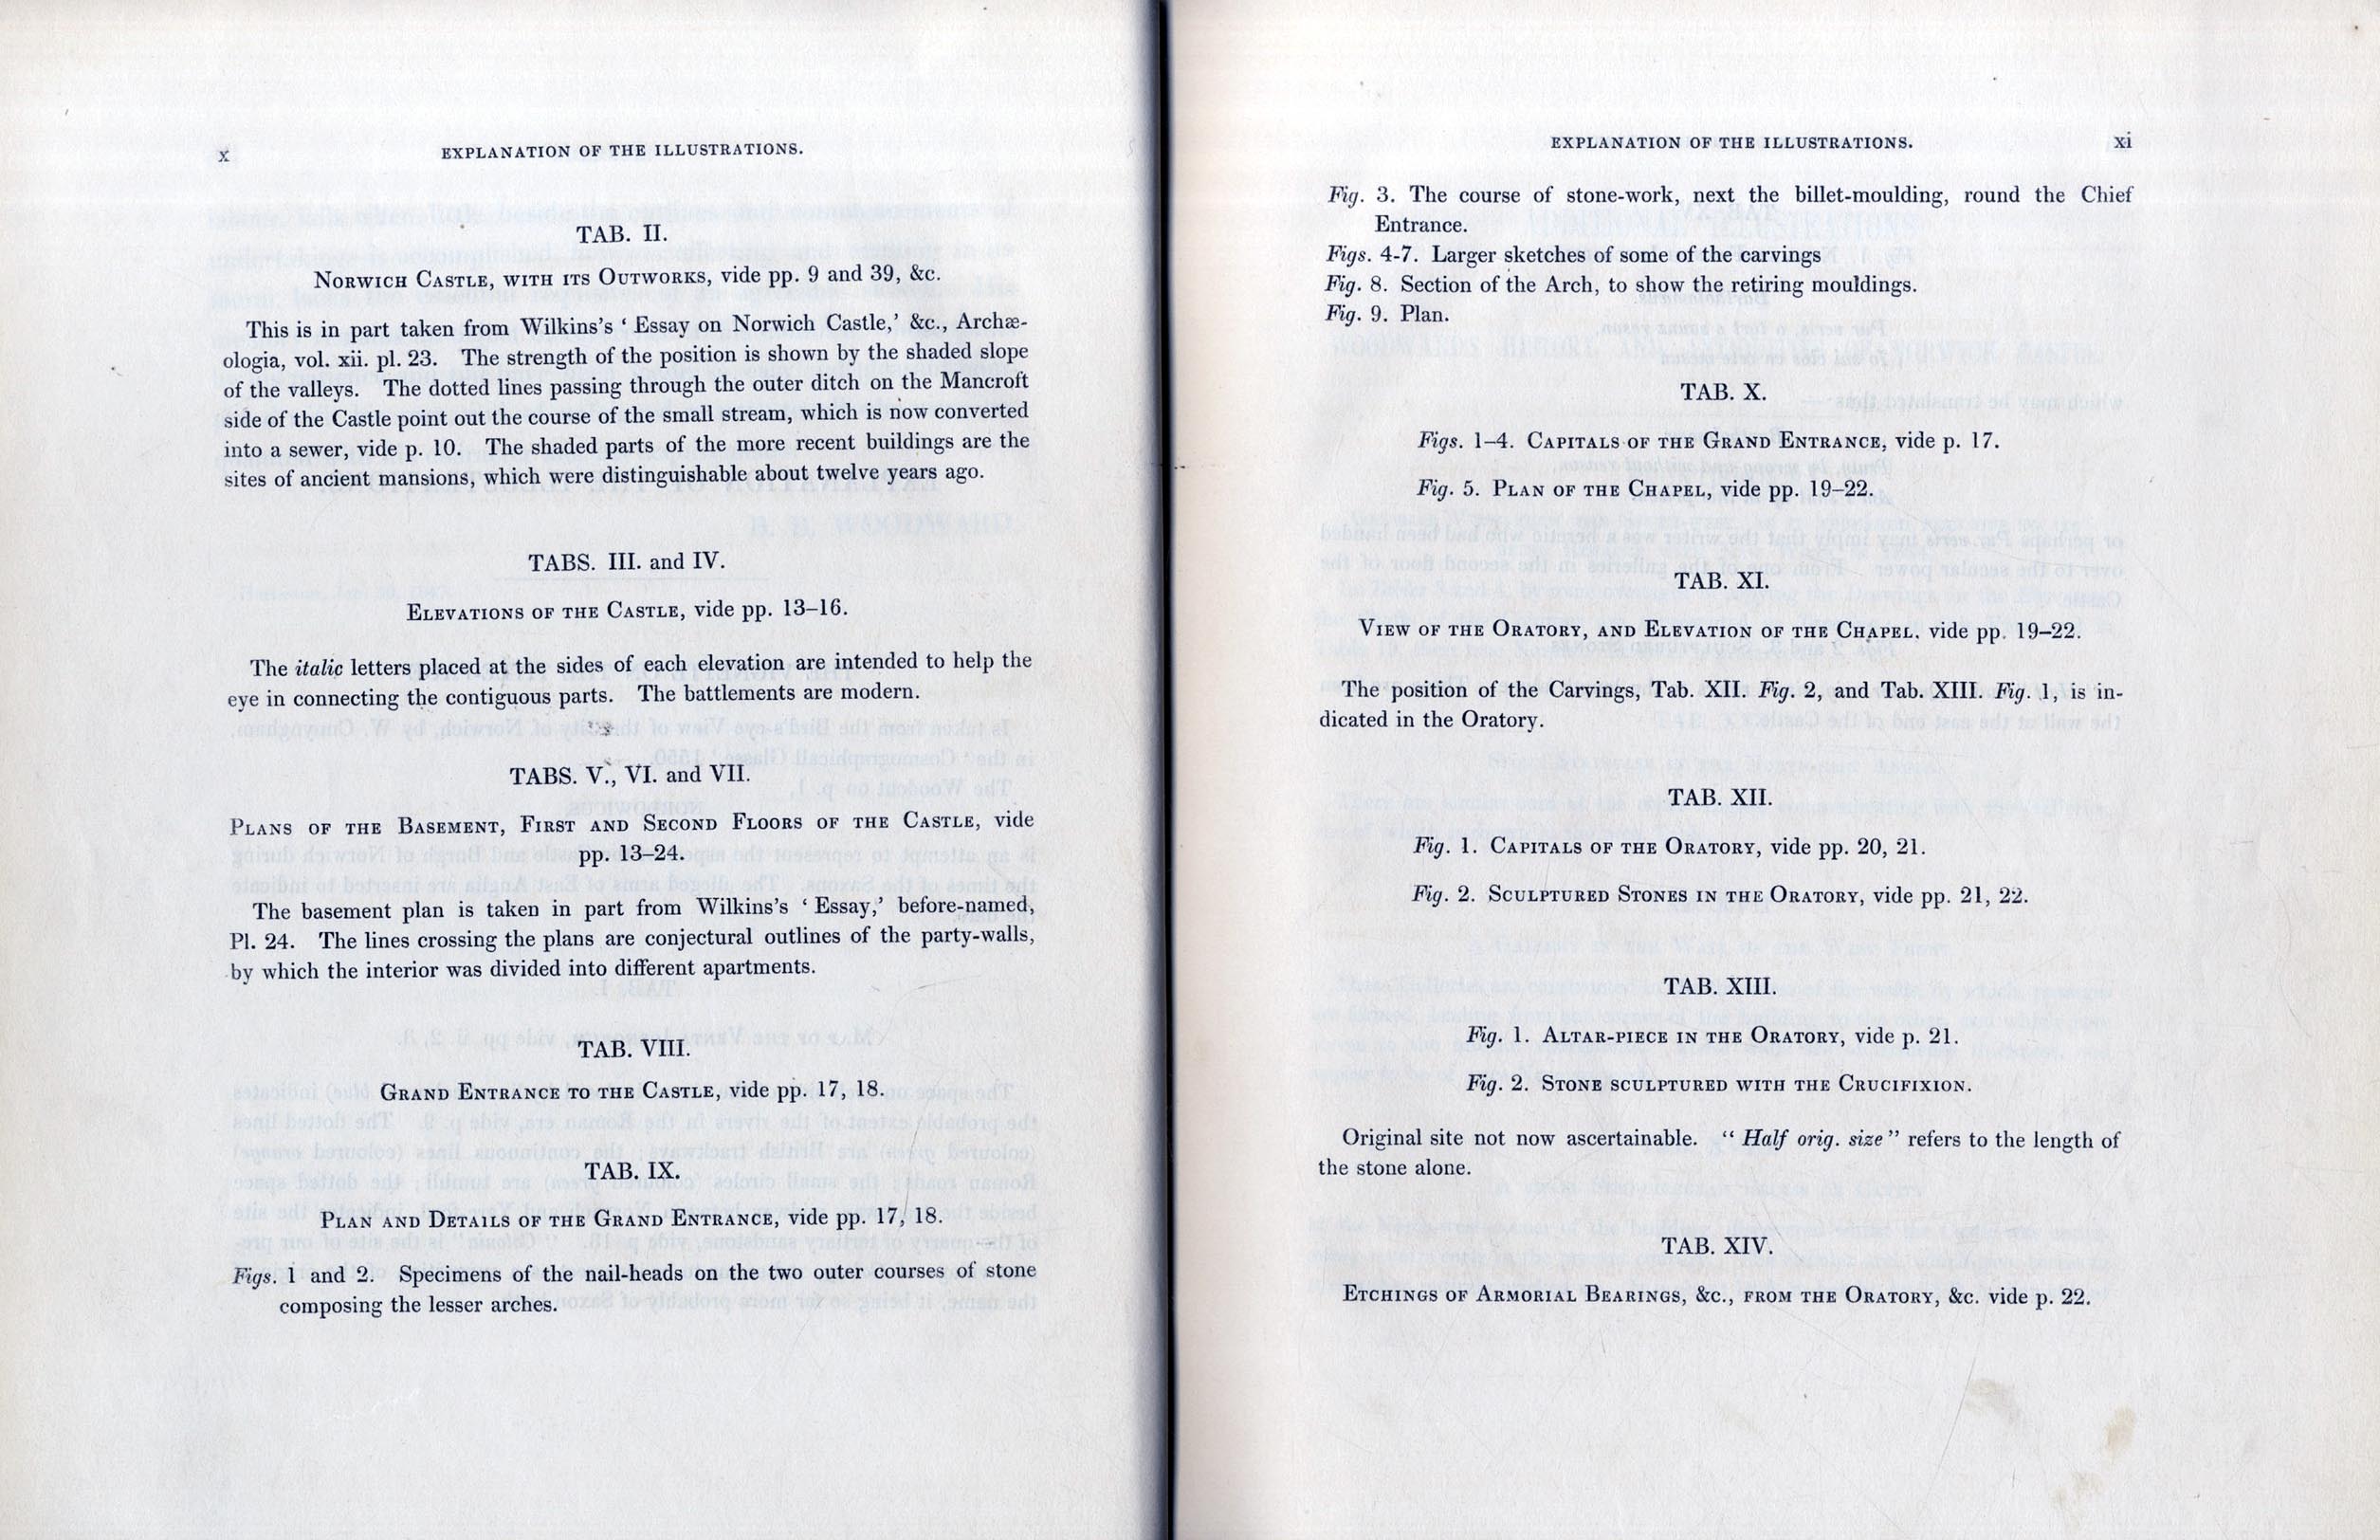 x
EXPLANATION OF THE ILLUSTRATIONS.
TAB. II.
NORWICH CASTLE, WITH ITS OUTWORKS, vide pp. 9 and 39, &c.
This is in part taken from Wilkins's ‘ Essay on Norwich Castle,’ &c., Archæ-
ologia, vol. xii. pl. 23. The strength of the position is shown by the shaded slope
of the valleys. The dotted lines passing through the outer ditch on the Mancroft
side of the Castle point out the course of the small stream, which is now converted
into a sewer, vide p. 10. The shaded parts of the more recent buildings are the
sites of ancient mansions, which were distinguishable about twelve years ago.
TABS. III. and IV.
ELEVATIONS OF THE CASTLE, vide pp. 13–16.
The italic letters placed at the sides of each elevation are intended to help the
eye in connecting the contiguous parts. The battlements are modern.
TABS. V., VI. and VII.
PLANS OF THE BASEMENT, FIRST AND SECOND FLOORS OF THE CASTLE, vide
pp. 13–24.
The basement plan is taken in part from Wilkins's ‘ Essay,’ before-named,
Pl. 24. The lines crossing the plans are conjectural outlines of the party-walls,
by which the interior was divided into different apartments.
TAB. VIII.
GRAND ENTRANCE TO THE CASTLE, vide pp. 17, 18.
TAB. IX.
PLAN AND DETAILS OF THE GRAND ENTRANCE, vide pp. 17, 18.
Figs. 1 and 2. Specimens of the nail-heads on the two outer courses of stone
composing the lesser arches.
EXPLANATION OF THE ILLUSTRATIONS.
xi
Fig. 3. The course of stone-work, next the billet-moulding, round the Chief
Entrance.
Figs. 4-7. Larger sketches of some of the carvings
Fig. 8. Section of the Arch, to show the retiring mouldings.
Fig. 9. Plan.
TAB. X.
Figs. 1–4. CAPITALS OF THE GRAND ENTRANCE, vide p. 17.
Fig. 5. PLAN OF THE CHAPEL, vide pp. 19–22.
TAB. XI.
VIEW OF THE ORATORY, AND ELEVATION OF THE CHAPEL. vide pp. 19–22.
The position of the Carvings, Tab. XII. Fig. 2, and Tab. XIII. Fig. 1, is in-
dicated in the Oratory.
TAB. XII.
Fig. 1. CAPITALS OF THE ORATORY, vide pp. 20, 21.
Fig. 2. SCULPTURED STONES IN THE ORATORY, vide pp. 21, 22.
TAB. XIII.
Fig. 1. ALTAR-PIECE IN THE ORATORY, vide p. 21.
Fig. 2. STONE SCULPTURED WITH THE CRUCIFIXION.
Original site not now ascertainable. “ Half orig. size ” refers to the length of
the stone alone.
TAB. XIV.
ETCHINGS OF ARMORIAL BEARINGS, &c., FROM THE ORATORY, &c. vide p. 22.